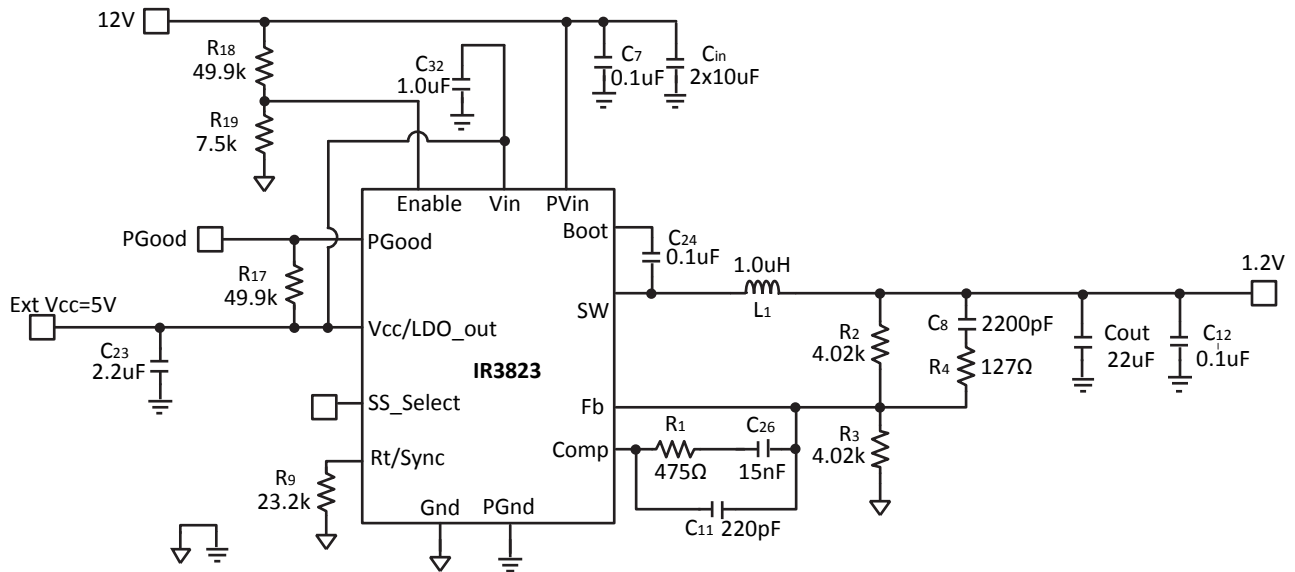 12V
R18
49.9k
C32
1.0uF
C7
0.1uF
Cin
2x10uF
R19
7.5k
Enable
Vin
PVin
Boot
PGood
PGood
C24
0.1uF
R17
49.9k
1.0uH
L1
1.2V
SW
Ext Vcc=5V
Vcc/LDO_out
C23
2.2uF
IR3823
R2
4.02k
C8
2200pF
R4
127Ω
Cout
22uF
C12
0.1uF
SS_Select
Fb
R1
475Ω
C26
15nF
R3
4.02k
Comp
Rt/Sync
R9
23.2k
Gnd
PGnd
C11 220pF